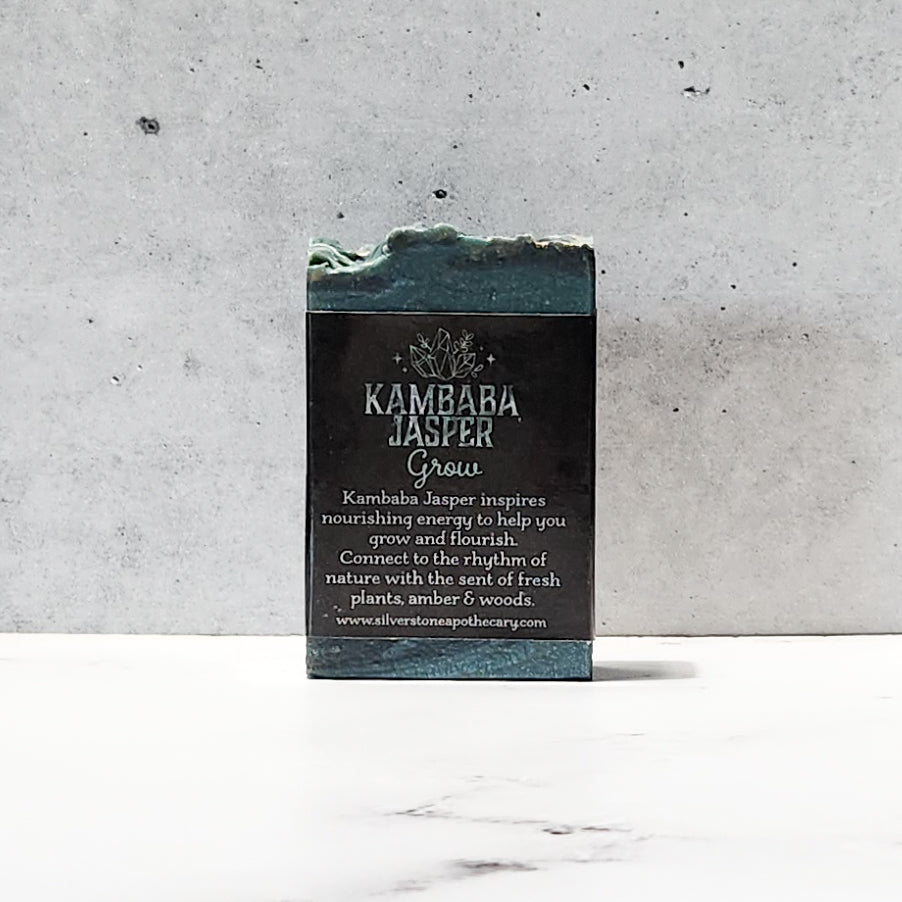 KAMBABA
JASPER
Grow
Kambaba Jasper inspires
nourishing energy to help you
grow and flourish.
Connect to the rhythm of
nature with the sent of fresh
plants, amber & woods.
www.silverstoneapothecary.com